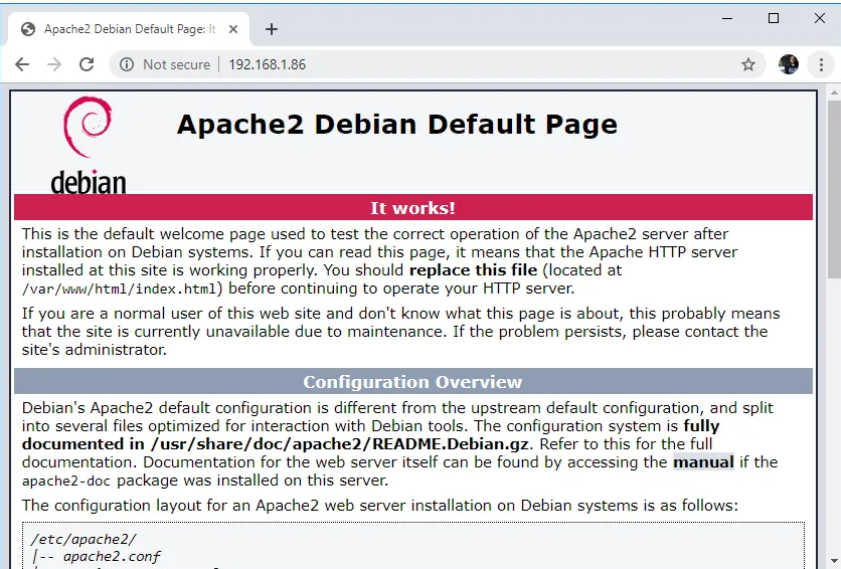 Apache2 Debian Default Page: It
Not secure | 192.168.1.86
debian
Apache2 Debian Default Page
It works!
This is the default welcome page used to test the correct operation of the Apache2 server after
installation on Debian systems. If you can read this page, it means that the Apache HTTP server
installed at this site is working properly. You should replace this file (located at
/var/www/html/index.html) before continuing to operate your HTTP server.
If you are a normal user of this web site and don't know what this page is about, this probably means
that the site is currently unavailable due to maintenance. If the problem persists, please contact the
site's administrator.
Configuration Overview
Debian's Apache2 default configuration is different from the upstream default configuration, and split
into several files optimized for interaction with Debian tools. The configuration system is fully
documented in /usr/share/doc/apache2/README.Debian.gz. Refer to this for the full
documentation. Documentation for the web server itself can be found by accessing the manual if the
apache2-doc package was installed on this server.
The configuration layout for an Apache2 web server installation on Debian systems is as follows:
/etc/apache2/
|-- apache2.conf